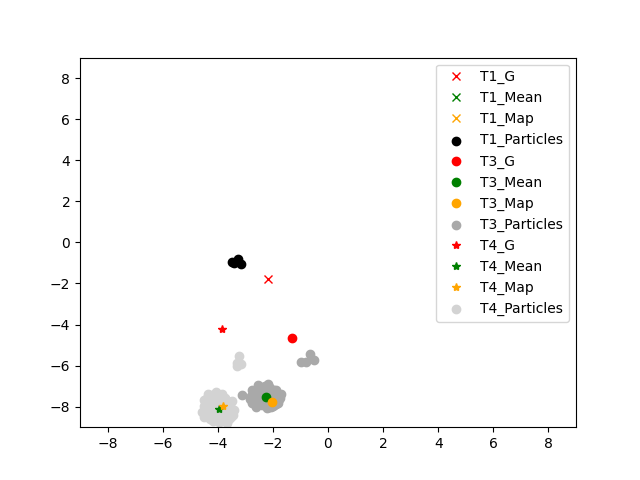 8
6
4
2
0
−2
−4
−6
−8
−8
−6
−4
−2
0
2
4
6
8
T1_G
T1_Mean
T1_Map
T1_Particles
T3_G
T3_Mean
T3_Map
T3_Particles
T4_G
T4_Mean
T4_Map
T4_Particles